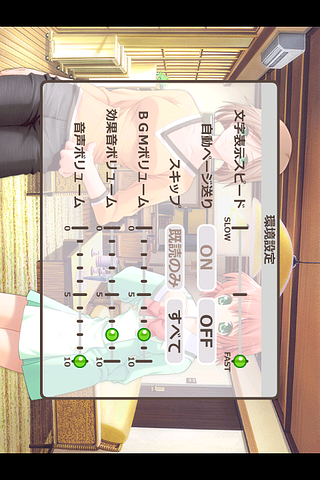 環境設定
文字表示スピード
SLOW
FAST
自動ページ送り ON OFF
スキップ 既読のみ すべて
BGMボリューム
0 5 10
効果音ボリューム
0 5 10
音声ボリューム
0 5 10